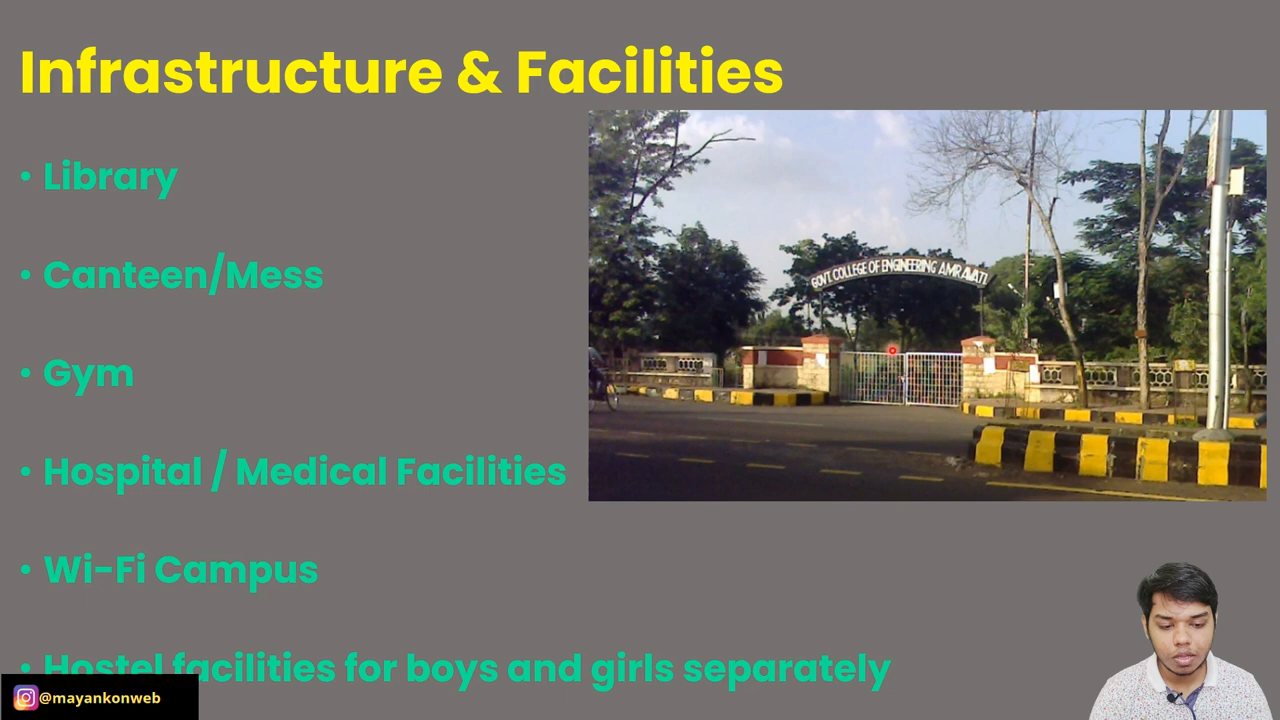 Infrastructure & Facilities
• Library
• Canteen/Mess
• Gym
• Hospital / Medical Facilities
• Wi-Fi Campus
• Hostel facilities for boys and girls separately
GOVT. COLLEGE OF ENGINEERING AMRAVATI
@mayankonweb